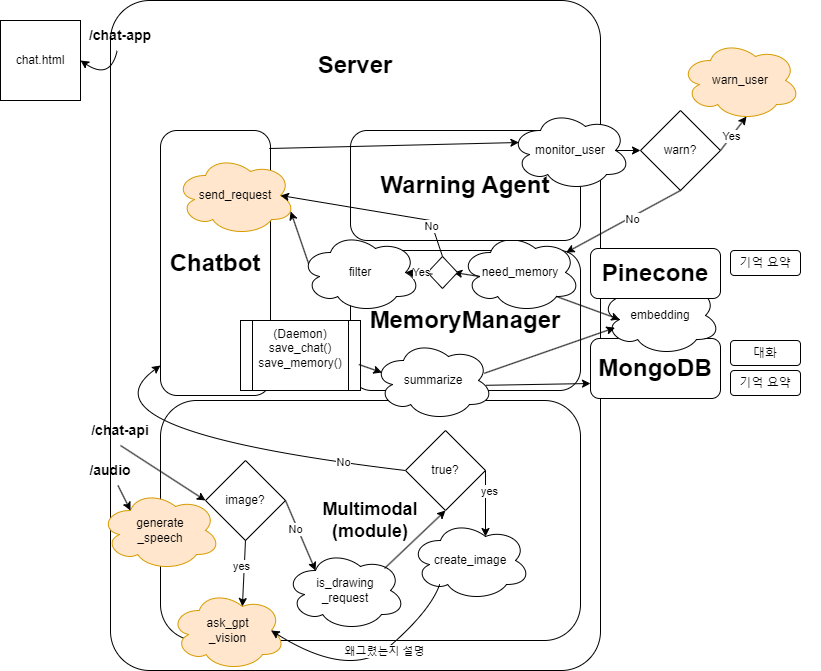 /chat-app
chat.html
Server
warn_user
monitor_user
warn?
Yes
Warning Agent
send_request
No
No
Chatbot
filter
Yes
need_memory
Pinecone
기억 요약
MemoryManager
embedding
(Daemon)
save_chat()
save_memory()
summarize
MongoDB
대화
기억 요약
/chat-api
/audio
No
true?
yes
image?
generate
_speech
No
Multimodal
(module)
create_image
yes
is_drawing
_request
ask_gpt
_vision
왜그렸는지 설명